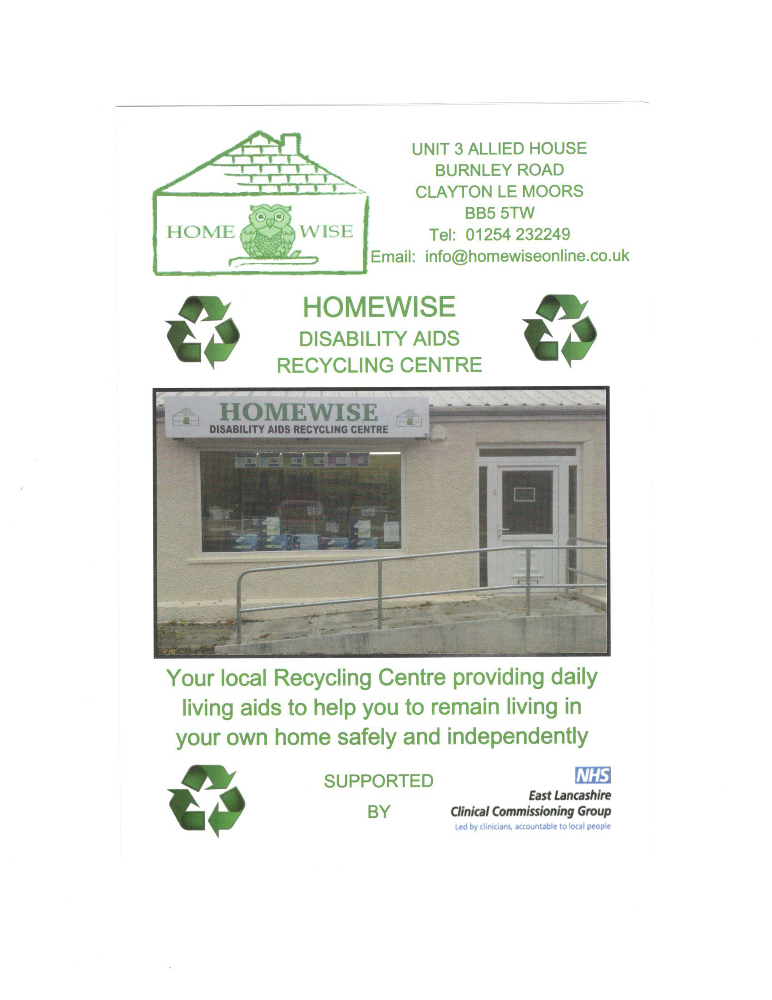 UNIT 3 ALLIED HOUSE
BURNLEY ROAD
CLAYTON LE MOORS
BB5 5TW
Tel: 01254 232249
Email: info@homewiseonline.co.uk
HOME WISE
HOMEWISE
DISABILITY AIDS
RECYCLING CENTRE
HOMEWISE
DISABILITY AIDS RECYCLING CENTRE
Your local Recycling Centre providing daily
living aids to help you to remain living in
your own home safely and independently
SUPPORTED
BY
NHS
East Lancashire
Clinical Commissioning Group
Led by clinicians, accountable to local people